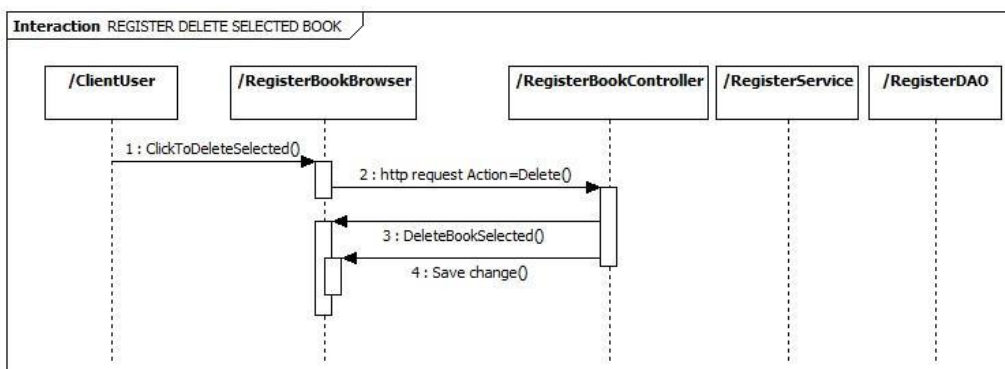 Interaction REGISTER DELETE SELECTED BOOK
/ClientUser /RegisterBookBrowser /RegisterBookController /RegisterService /RegisterDAO
1 : ClickToDeleteSelected()
2 : http request Action=Delete()
3 : DeleteBookSelected()
4 : Save change()